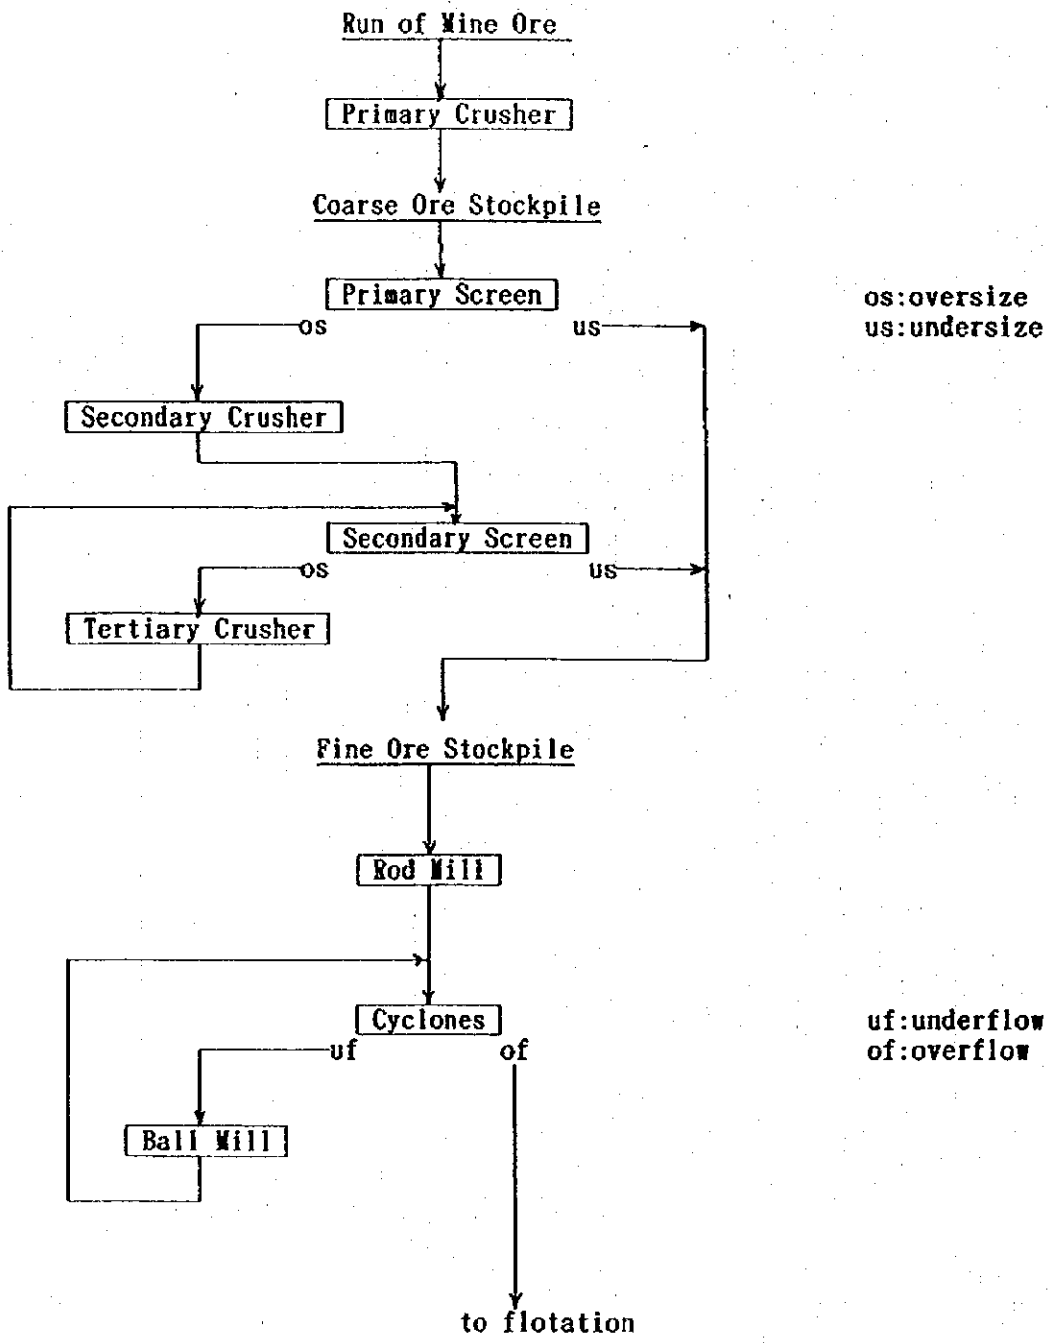 Run of Mine Ore
Primary Crusher
Coarse Ore Stockpile
Primary Screen
os:oversize
os us us:undersize
Secondary Crusher
Secondary Screen
os us
Tertiary Crusher
Fine Ore Stockpile
Rod Mill
Cyclones uf:underflow
uf of of:overflow
Ball Mill
to flotation